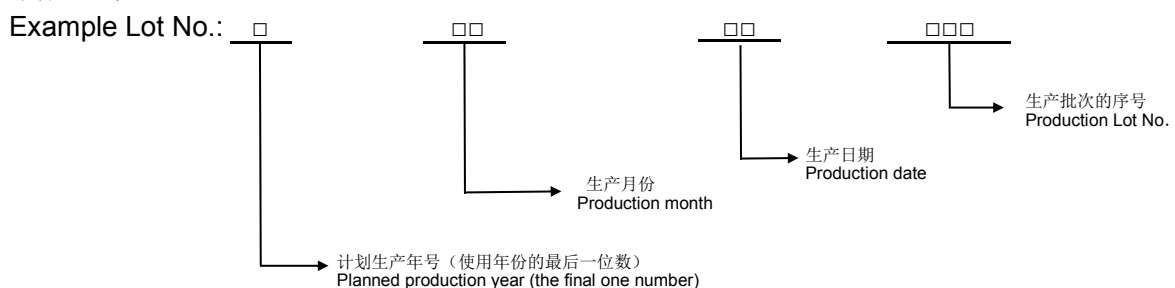 Example Lot No.: □ □□ □□ □□□
生产批次的序号
Production Lot No.
生产日期
Production date
生产月份
Production month
计划生产年号（使用年份的最后一位数）
Planned production year (the final one number)